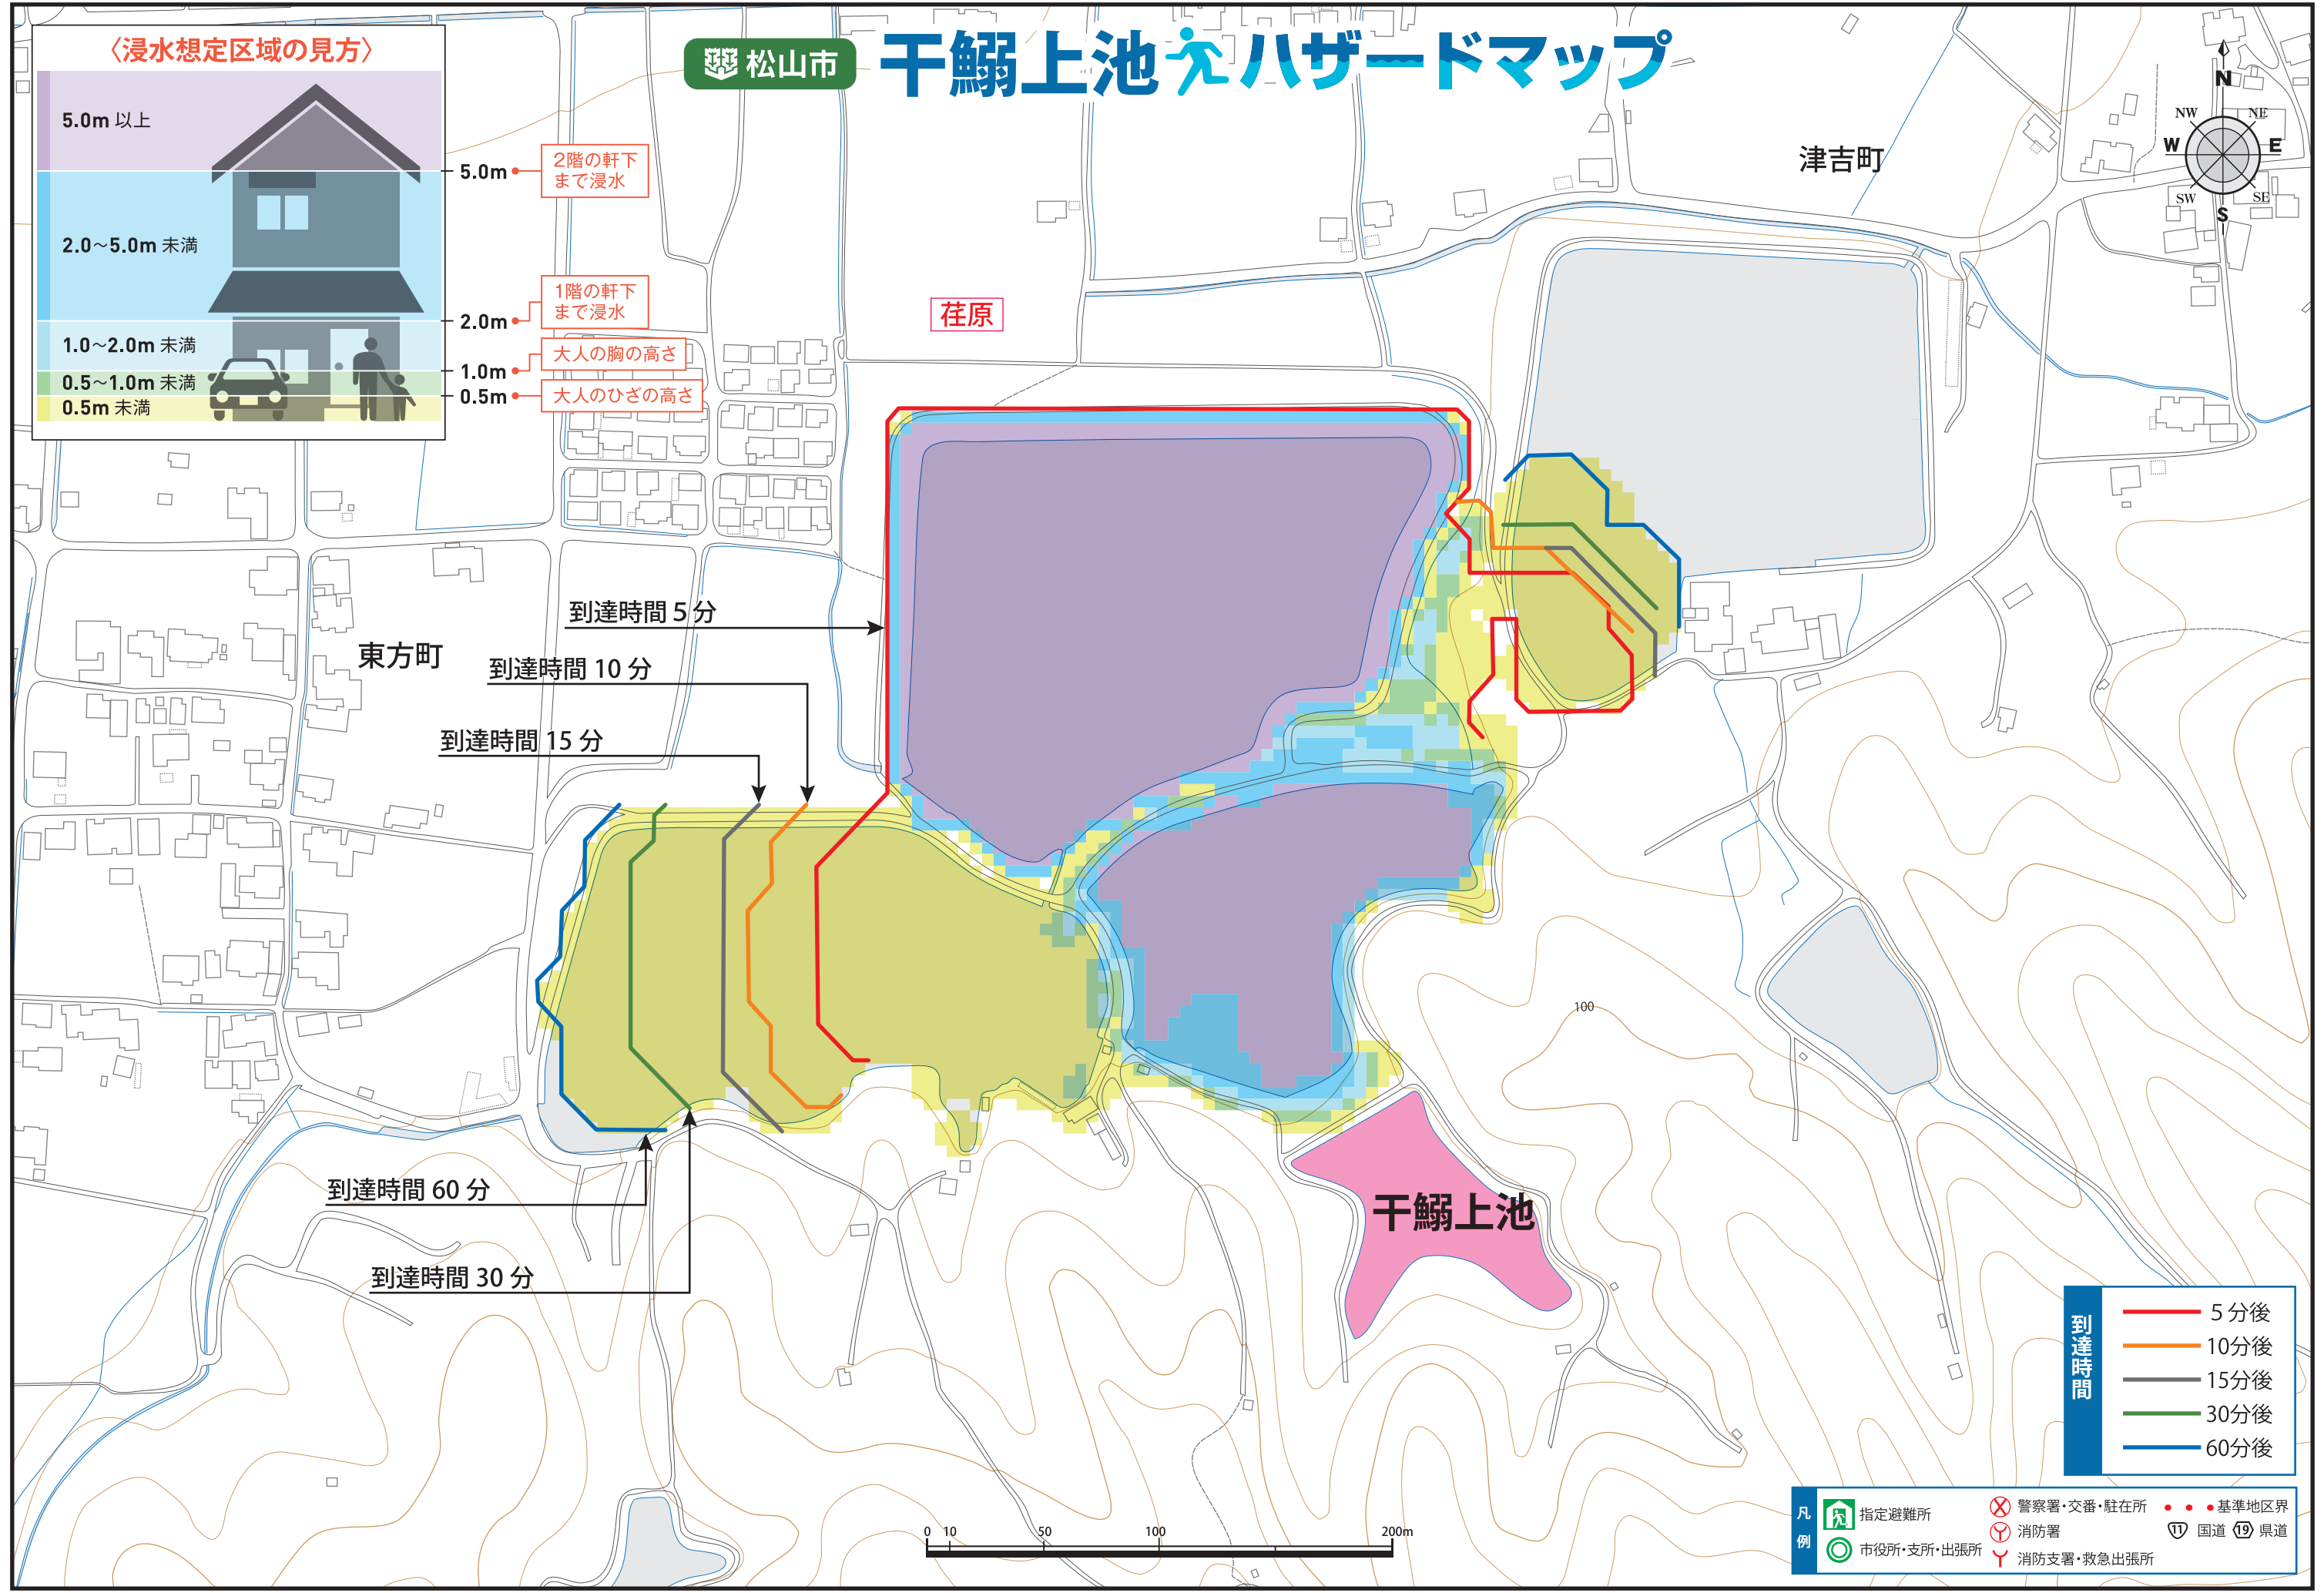 〈浸水想定区域の見方〉
5.0m 以上
2.0～5.0m 未満
1.0～2.0m 未満
0.5～1.0m 未満
0.5m 未満
5.0m
2階の軒下
まで浸水
2.0m
1階の軒下
まで浸水
1.0m
大人の胸の高さ
0.5m
大人のひざの高さ
松山市
干鰯上池
ハザードマップ
津吉町
N
NE
E
SE
S
SW
W
NW
荏原
東方町
到達時間 5 分
到達時間 10 分
到達時間 15 分
到達時間 60 分
到達時間 30 分
100
干鰯上池
到達時間
5 分後
10分後
15分後
30分後
60分後
0 10 50 100 200m
凡例
指定避難所
市役所・支所・出張所
警察署・交番・駐在所
消防署
消防支署・救急出張所
基準地区界
11 国道 19 県道